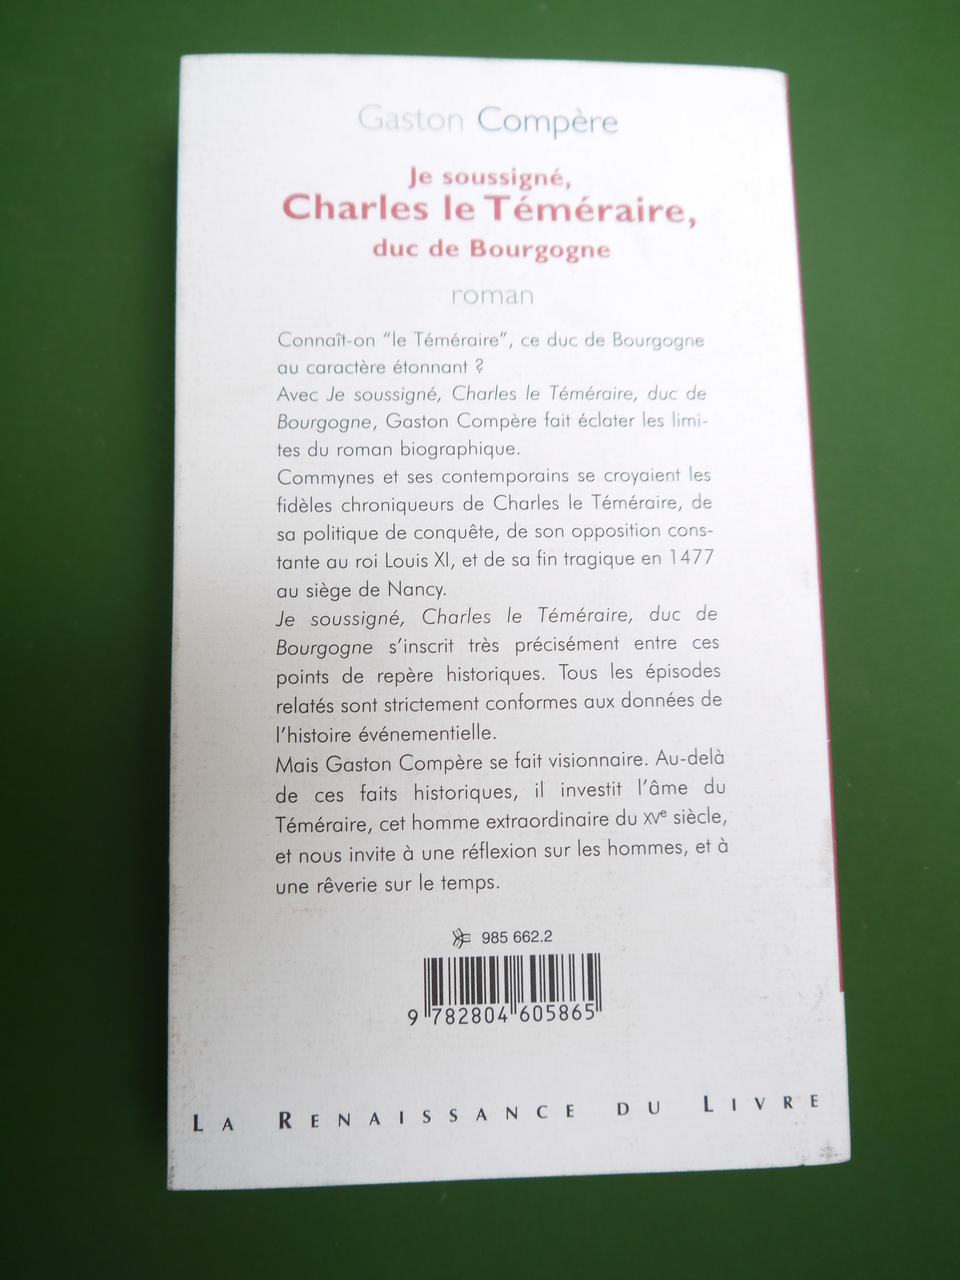 Gaston Compère
Je soussigné,
Charles le Téméraire,
duc de Bourgogne
roman
Connaît-on "le Téméraire", ce duc de Bourgogne
au caractère étonnant ?
Avec Je soussigné, Charles le Téméraire, duc de
Bourgogne, Gaston Compère fait éclater les limi-
tes du roman biographique.
Commynes et ses contemporains se croyaient les
fidèles chroniqueurs de Charles le Téméraire, de
sa politique de conquête, de son opposition cons-
tante au roi Louis XI, et de sa fin tragique en 1477
au siège de Nancy.
Je soussigné, Charles le Téméraire, duc de
Bourgogne s'inscrit très précisément entre ces
points de repère historiques. Tous les épisodes
relatés sont strictement conformes aux données de
l'histoire événementielle.
Mais Gaston Compère se fait visionnaire. Au-delà
de ces faits historiques, il investit l'âme du
Téméraire, cet homme extraordinaire du XVe siècle,
et nous invite à une réflexion sur les hommes, et à
une rêverie sur le temps.
985 662.2
9 782804 605865
LA RENAISSANCE DU LIVRE